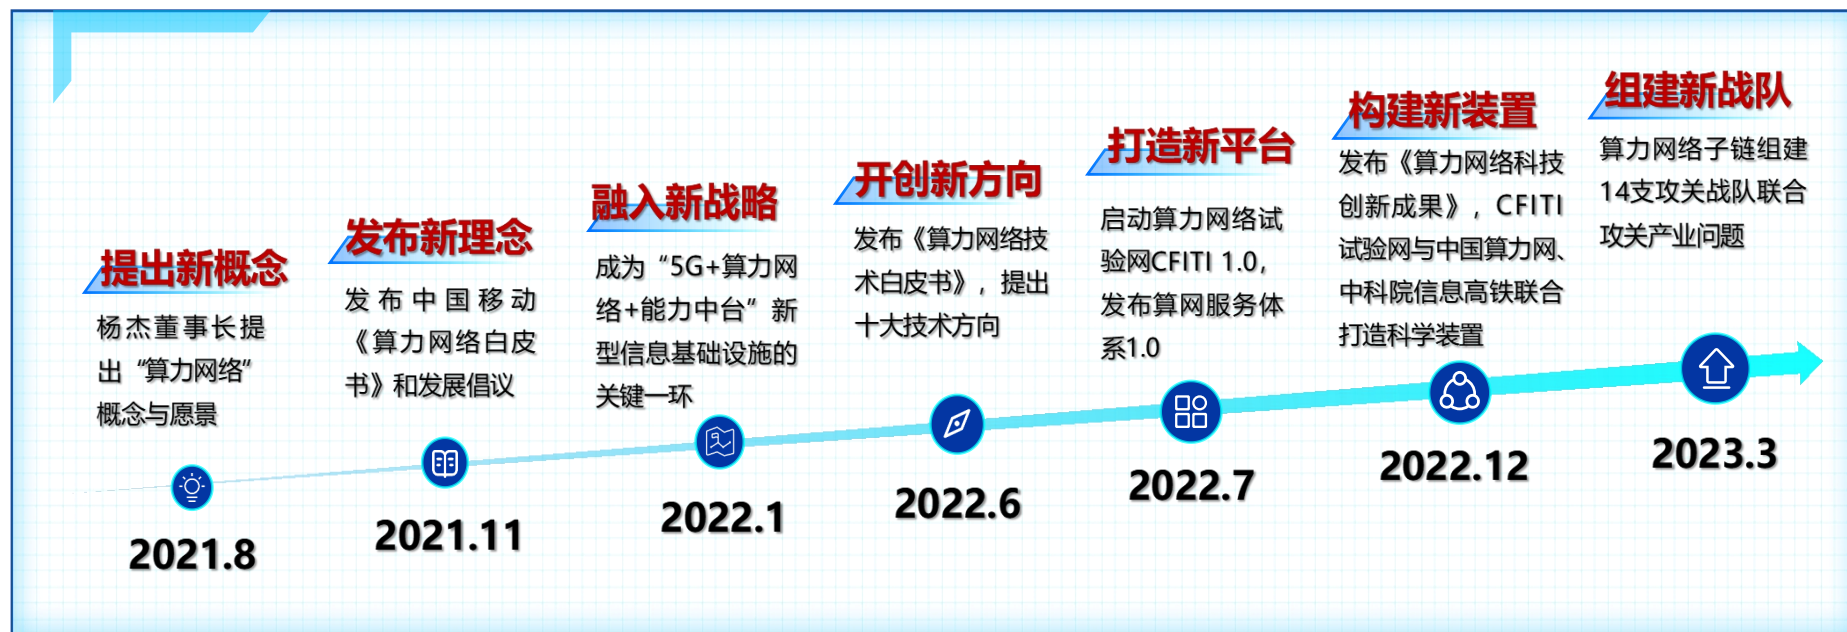 提出新概念
杨杰董事长提
出“算力网络“
概念与愿景
2021.8
发布新理念
发布中国移动
《算力网络白皮
书》和发展倡议
2021.11
融入新战略
成为“5G+算力网
络+能力中台”新
型信息基础设施的
关键一环
2022.1
开创新方向
发布《算力网络技
术白皮书》，提出
十大技术方向
2022.6
打造新平台
启动算力网络试
验网CFITI 1.0，
发布算网服务体
系1.0
2022.7
构建新装置
发布《算力网络科技
创新成果》，CFITI
试验网与中国算力网、
中科院信息高铁联合
打造科学装置
2022.12
组建新战队
算力网络子链组建
14支攻关战队联合
攻关产业问题
2023.3